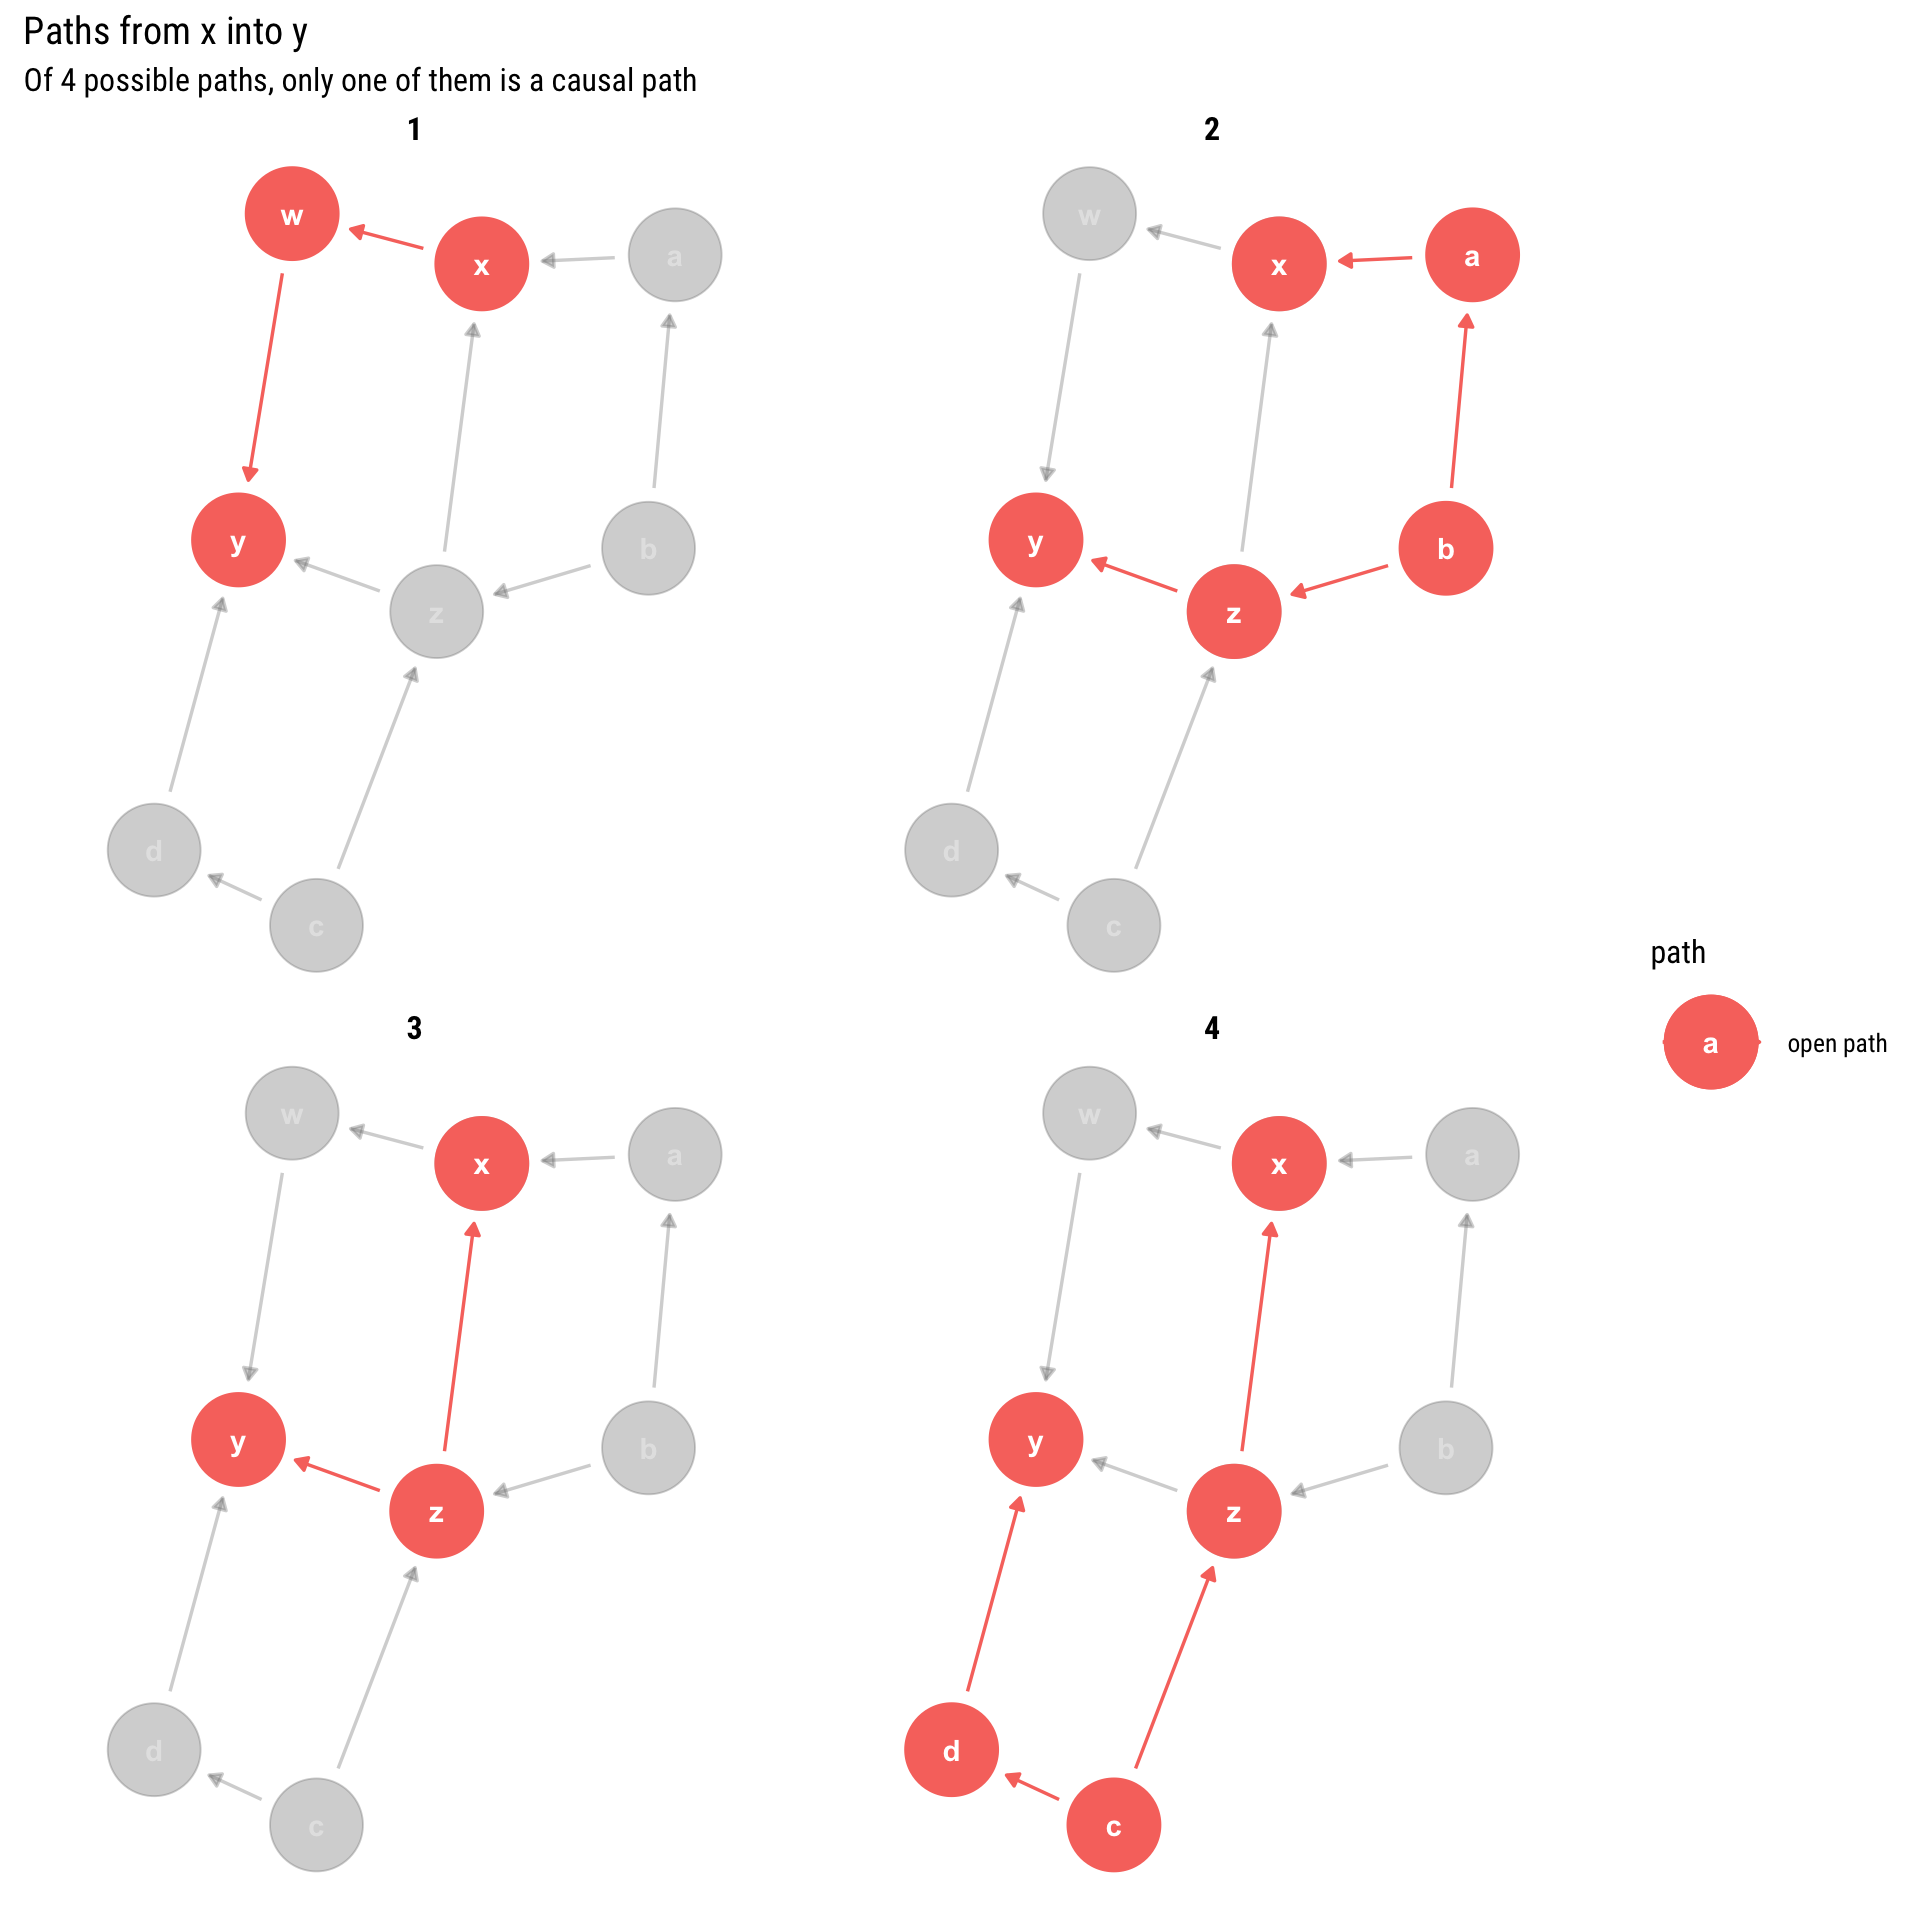 Paths from x into y
Of 4 possible paths, only one of them is a causal path
1
w
x
a
y
b
z
d
c
2
w
x
a
y
b
z
d
c
path
a open path
3
w
x
a
y
b
z
d
c
4
w
x
a
y
b
z
d
c